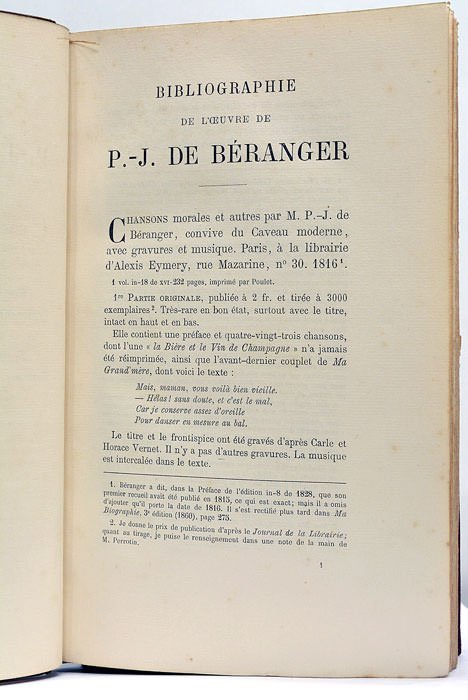 BIBLIOGRAPHIE
DE L'ŒUVRE DE
P.-J. DE BÉRANGER
CHANSONS morales et autres par M. P.-J. de
Béranger, convive du Caveau moderne,
avec gravures et musique. Paris, à la librairie
d'Alexis Eymery, rue Mazarine, nº 30. 1816¹.
1 vol. in-18 de XVI-232 pages, imprimé par Poulet.
1re PARTIE ORIGINALE, publiée à 2 fr. et tirée à 3000
exemplaires². Très-rare en bon état, surtout avec le titre,
intact en haut et en bas.
Elle contient une préface et quatre-vingt-trois chansons,
dont l'une « la Bière et le Vin de Champagne » n'a jamais
été réimprimée, ainsi que l'avant-dernier couplet de Ma
Grand'mère, dont voici le texte :
Mais, maman, vous voilà bien vieille.
— Hélas! sans doute, et c'est le mal,
Car je conserve asses d'oreille
Pour danser en mesure au bal.
Le titre et le frontispice ont été gravés d'après Carle et
Horace Vernet. Il n'y a pas d'autres gravures. La musique
est intercalée dans le texte.
1. Béranger a dit, dans la Préface de l'édition in-8 de 1828, que son
premier recueil avait été publié en 1815, ce qui est exact; mais il a omis
d'ajouter qu'il porte la date de 1816. Il s'est rectifié plus tard dans Ma
Biographie, 3e édition (1860), page 275.
2. Je donne le prix de publication d'après le Journal de la Librairie;
quant au tirage, je puise le renseignement dans une note de la main de
M. Perrotin.
1